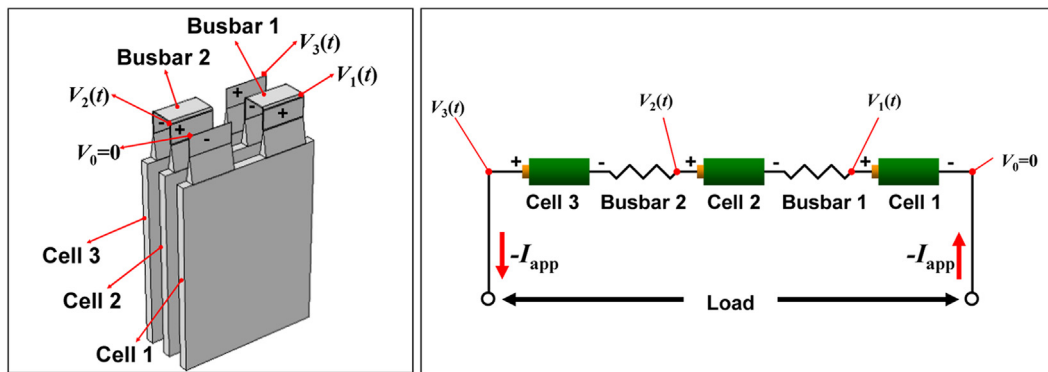 Busbar 1
Busbar 2
V3(t)
V2(t)
V1(t)
V0=0
+
-
+
-
+
-
Cell 3
Cell 2
Cell 1
V3(t)
V2(t)
V1(t)
V0=0
+ - + - + -
Cell 3 Busbar 2 Cell 2 Busbar 1 Cell 1
-Iapp
-Iapp
Load